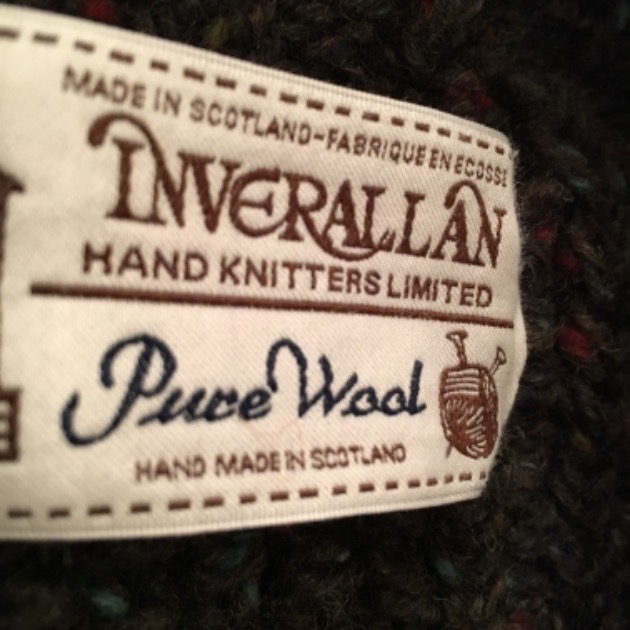 MADE IN SCOTLAND-FABRIQUE EN ECOSSE
INVERALLAN
HAND KNITTERS LIMITED
Pure Wool
HAND MADE IN SCOTLAND